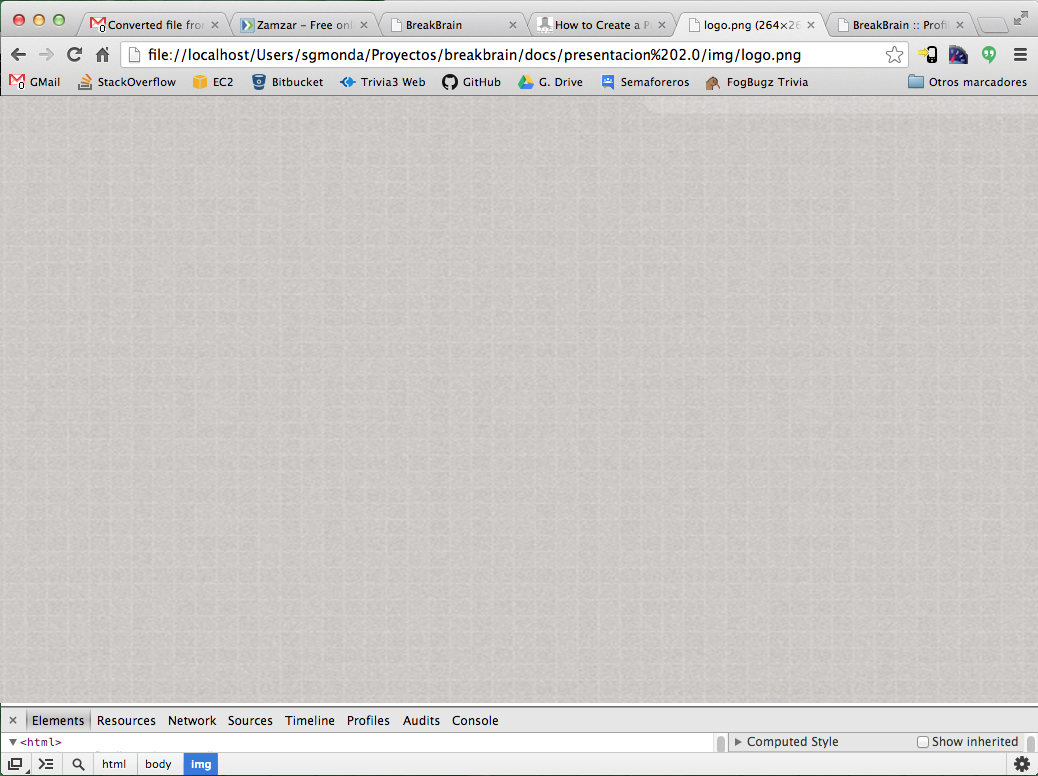 Converted file from
Zamzar – Free onl
BreakBrain
How to Create a P
logo.png (264×26
BreakBrain :: Profi
file://localhost/Users/sgmonda/Proyectos/breakbrain/docs/presentacion%202.0/img/logo.png
GMail StackOverflow EC2 Bitbucket Trivia3 Web GitHub G. Drive Semaforeros FogBugz Trivia Otros marcadores
Elements Resources Network Sources Timeline Profiles Audits Console
<html>
Computed Style Show inherited
html body img